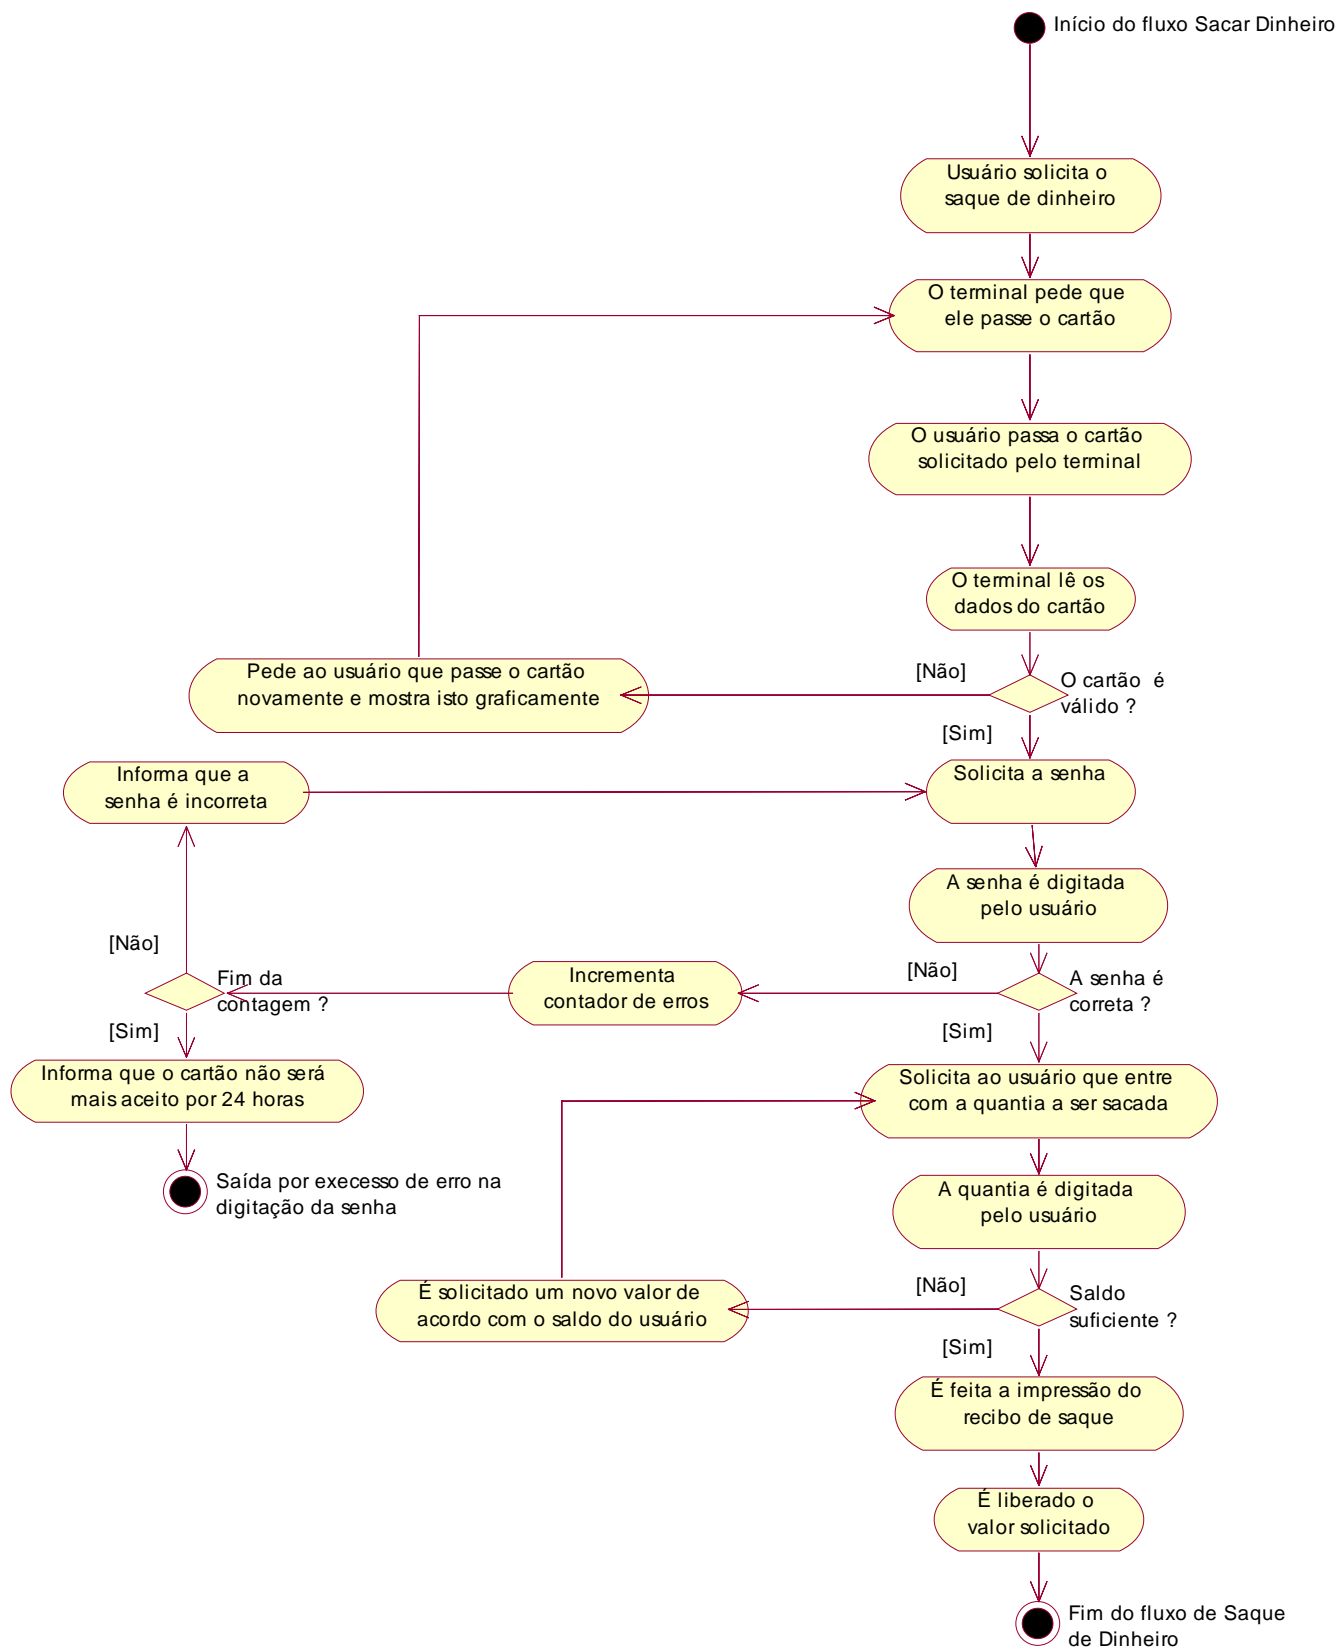 Início do fluxo Sacar Dinheiro
Usuário solicita o
saque de dinheiro
O terminal pede que
ele passe o cartão
O usuário passa o cartão
solicitado pelo terminal
O terminal lê os
dados do cartão
[Não]
O cartão é
válido ?
Pede ao usuário que passe o cartão
novamente e mostra isto graficamente
[Sim]
Informa que a
senha é incorreta
Solicita a senha
A senha é digitada
pelo usuário
[Não]
Fim da
contagem ?
Incrementa
contador de erros
[Não]
A senha é
correta ?
[Sim]
[Sim]
Informa que o cartão não será
mais aceito por 24 horas
Solicita ao usuário que entre
com a quantia a ser sacada
Saída por execesso de erro na
digitação da senha
A quantia é digitada
pelo usuário
É solicitado um novo valor de
acordo com o saldo do usuário
[Não]
Saldo
suficiente ?
[Sim]
É feita a impressão do
recibo de saque
É liberado o
valor solicitado
Fim do fluxo de Saque
de Dinheiro